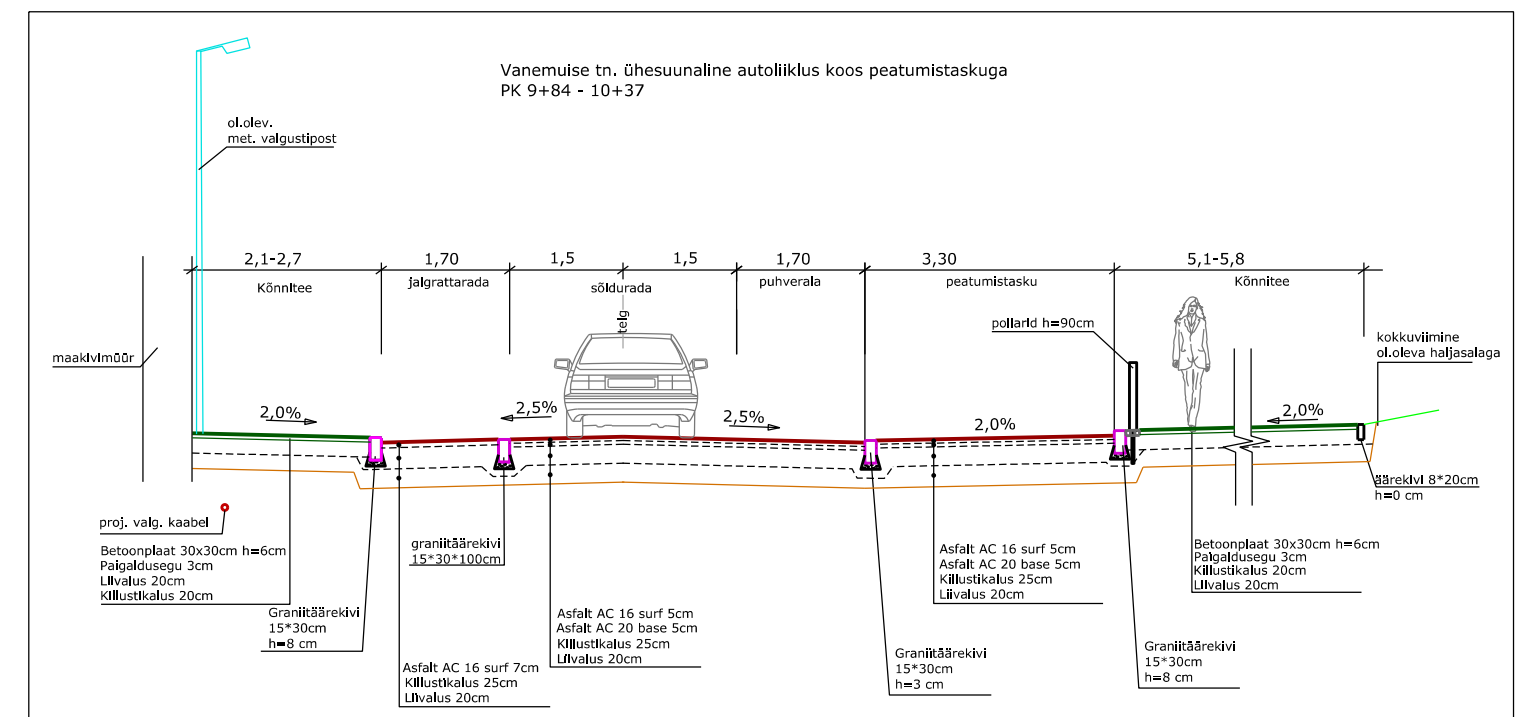 Vanemuise tn. ühesuunaline autoliiklus koos peatumistaskuga
PK 9+84 - 10+37
ol.olev.
met. valgustipost
2,1-2,7
1,70
1,5
1,5
1,70
3,30
5,1-5,8
Kõnnitee
jalgrattarada
sõidurada
puhverala
peatumistasku
Kõnnitee
telg
pollarid h=90cm
maakivimüür
kokkuviimine
ol.oleva haljasalaga
2,0%
2,5%
2,5%
2,0%
2,0%
äärekivi 8*20cm
h=0 cm
proj. valg. kaabel
Betoonplaat 30x30cm h=6cm
Paigaldusegu 3cm
Liivalus 20cm
Killustikalus 20cm
graniitäärekivi
15*30*100cm
Asfalt AC 16 surf 5cm
Asfalt AC 20 base 5cm
Killustikalus 25cm
Liivalus 20cm
Betoonplaat 30x30cm h=6cm
Paigaldusegu 3cm
Killustikalus 20cm
Liivalus 20cm
Graniitäärekivi
15*30cm
h=8 cm
Asfalt AC 16 surf 5cm
Asfalt AC 20 base 5cm
Killustikalus 25cm
Liivalus 20cm
Asfalt AC 16 surf 7cm
Killustikalus 25cm
Liivalus 20cm
Graniitäärekivi
15*30cm
h=3 cm
Graniitäärekivi
15*30cm
h=8 cm